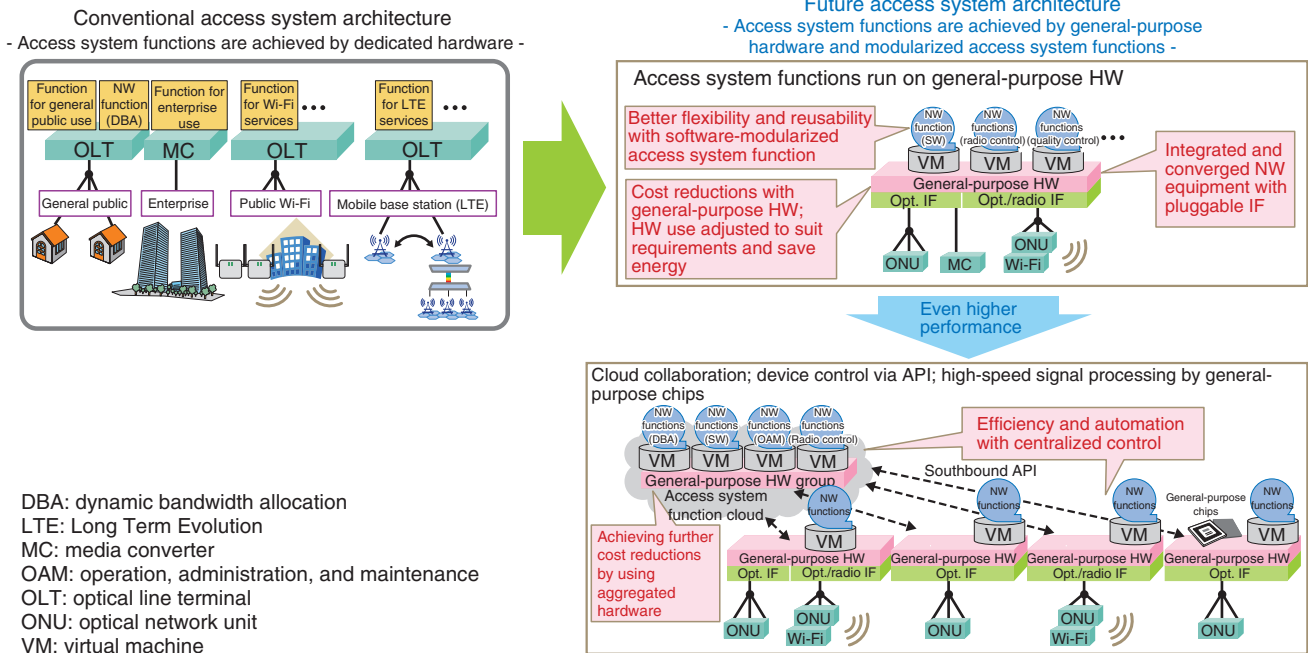 Conventional access system architecture
- Access system functions are achieved by dedicated hardware -
Function
for general
public use
NW
function
(DBA)
Function for
enterprise
use
Function
for Wi-Fi
services
•••
Function
for LTE
services
•••
OLT
MC
OLT
OLT
General public
Enterprise
Public Wi-Fi
Mobile base station (LTE)
Future access system architecture
- Access system functions are achieved by general-purpose
hardware and modularized access system functions -
Access system functions run on general-purpose HW
Better flexibility and reusability
with software-modularized
access system function
Cost reductions with
general-purpose HW;
HW use adjusted to suit
requirements and save
energy
NW
function
(SW)
NW
functions
(radio control)
NW
functions
(quality control)
•••
VM
VM
VM
General-purpose HW
Opt. IF
Opt./radio IF
ONU
MC
ONU
Wi-Fi
Integrated and
converged NW
equipment with
pluggable IF
Even higher
performance
Cloud collaboration; device control via API; high-speed signal processing by general-
purpose chips
NW
functions
(DBA)
NW
functions
(SW)
NW
functions
(OAM)
NW
functions
(Radio control)
VM
VM
VM
VM
General-purpose HW group
Access system
function cloud
Efficiency and automation
with centralized control
Southbound API
Achieving further
cost reductions
by using
aggregated
hardware
NW
functions
VM
General-purpose HW
Opt. IF
Opt./radio IF
ONU
ONU
Wi-Fi
NW
functions
VM
General-purpose HW
Opt. IF
ONU
NW
functions
VM
General-purpose HW
Opt./radio IF
ONU
Wi-Fi
General-purpose
chips
NW
functions
VM
General-purpose HW
Opt. IF
ONU
DBA: dynamic bandwidth allocation
LTE: Long Term Evolution
MC: media converter
OAM: operation, administration, and maintenance
OLT: optical line terminal
ONU: optical network unit
VM: virtual machine